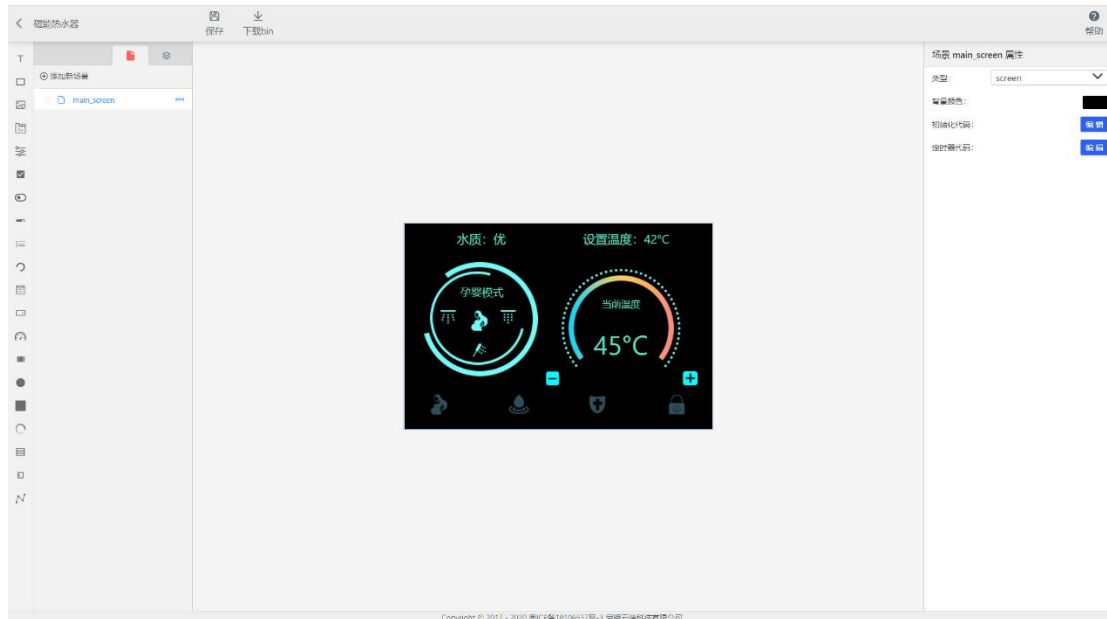 磁能热水器
保存
下载bin
帮助
添加新场景
main_screen
场景 main_screen 属性
类型:
screen
背景颜色:
初始化代码:
编辑
定时器代码:
编辑
水质：优
设置温度：42°C
孕婴模式
当前温度
45°C
T